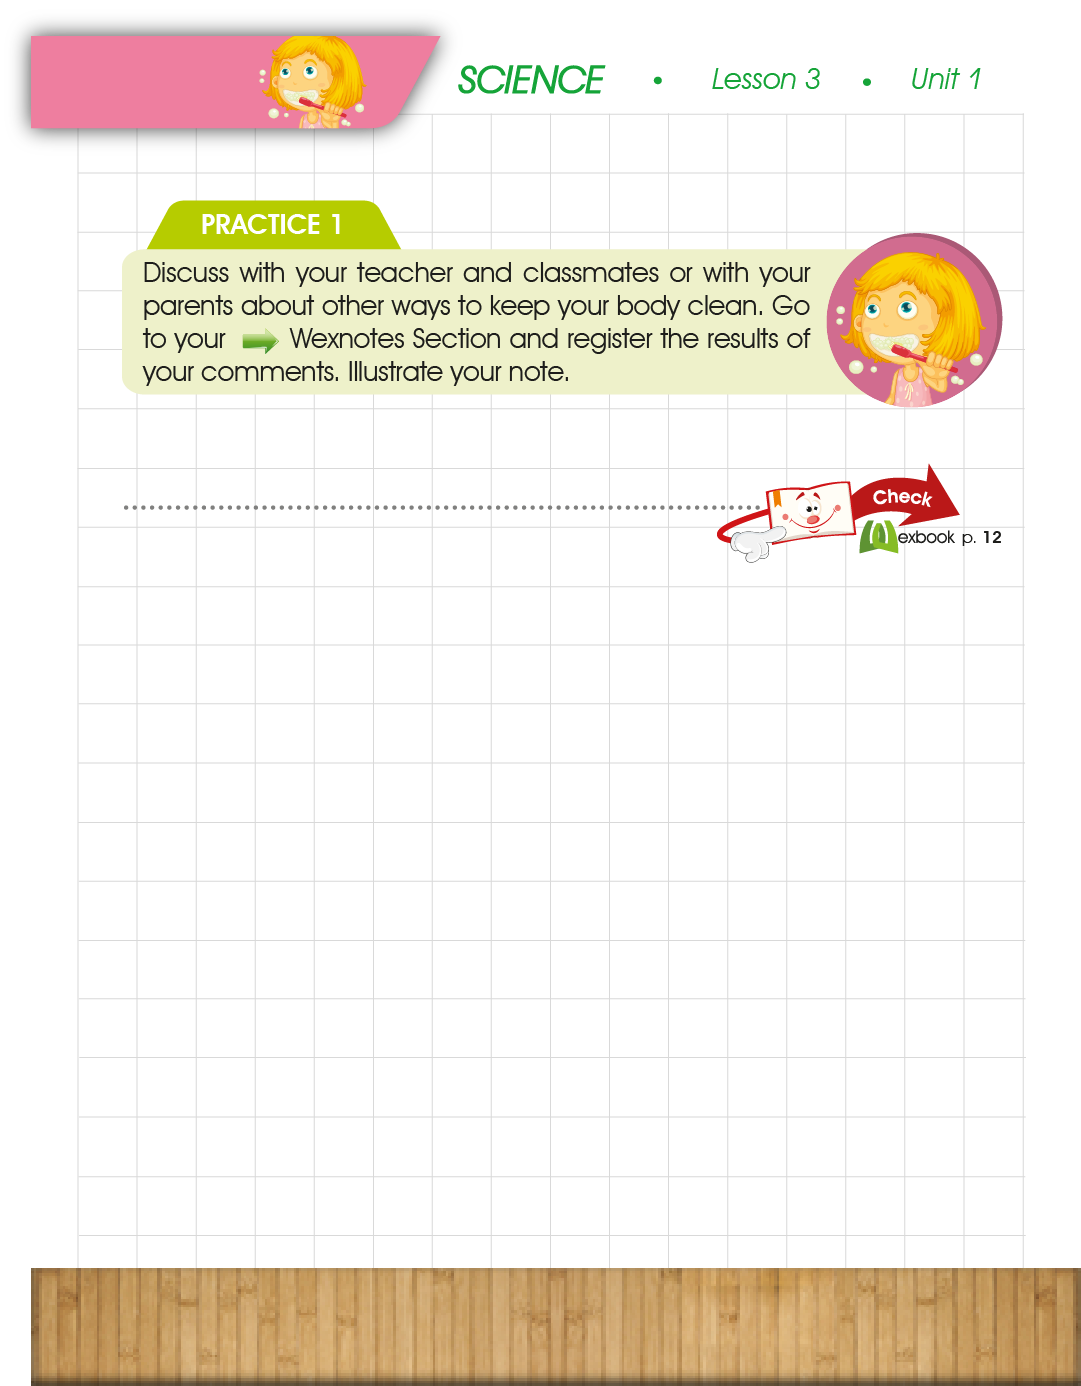 SCIENCE • Lesson 3 • Unit 1
PRACTICE 1
Discuss with your teacher and classmates or with your
parents about other ways to keep your body clean. Go
to your Wexnotes Section and register the results of
your comments. Illustrate your note.
Check
Wexbook p. 12